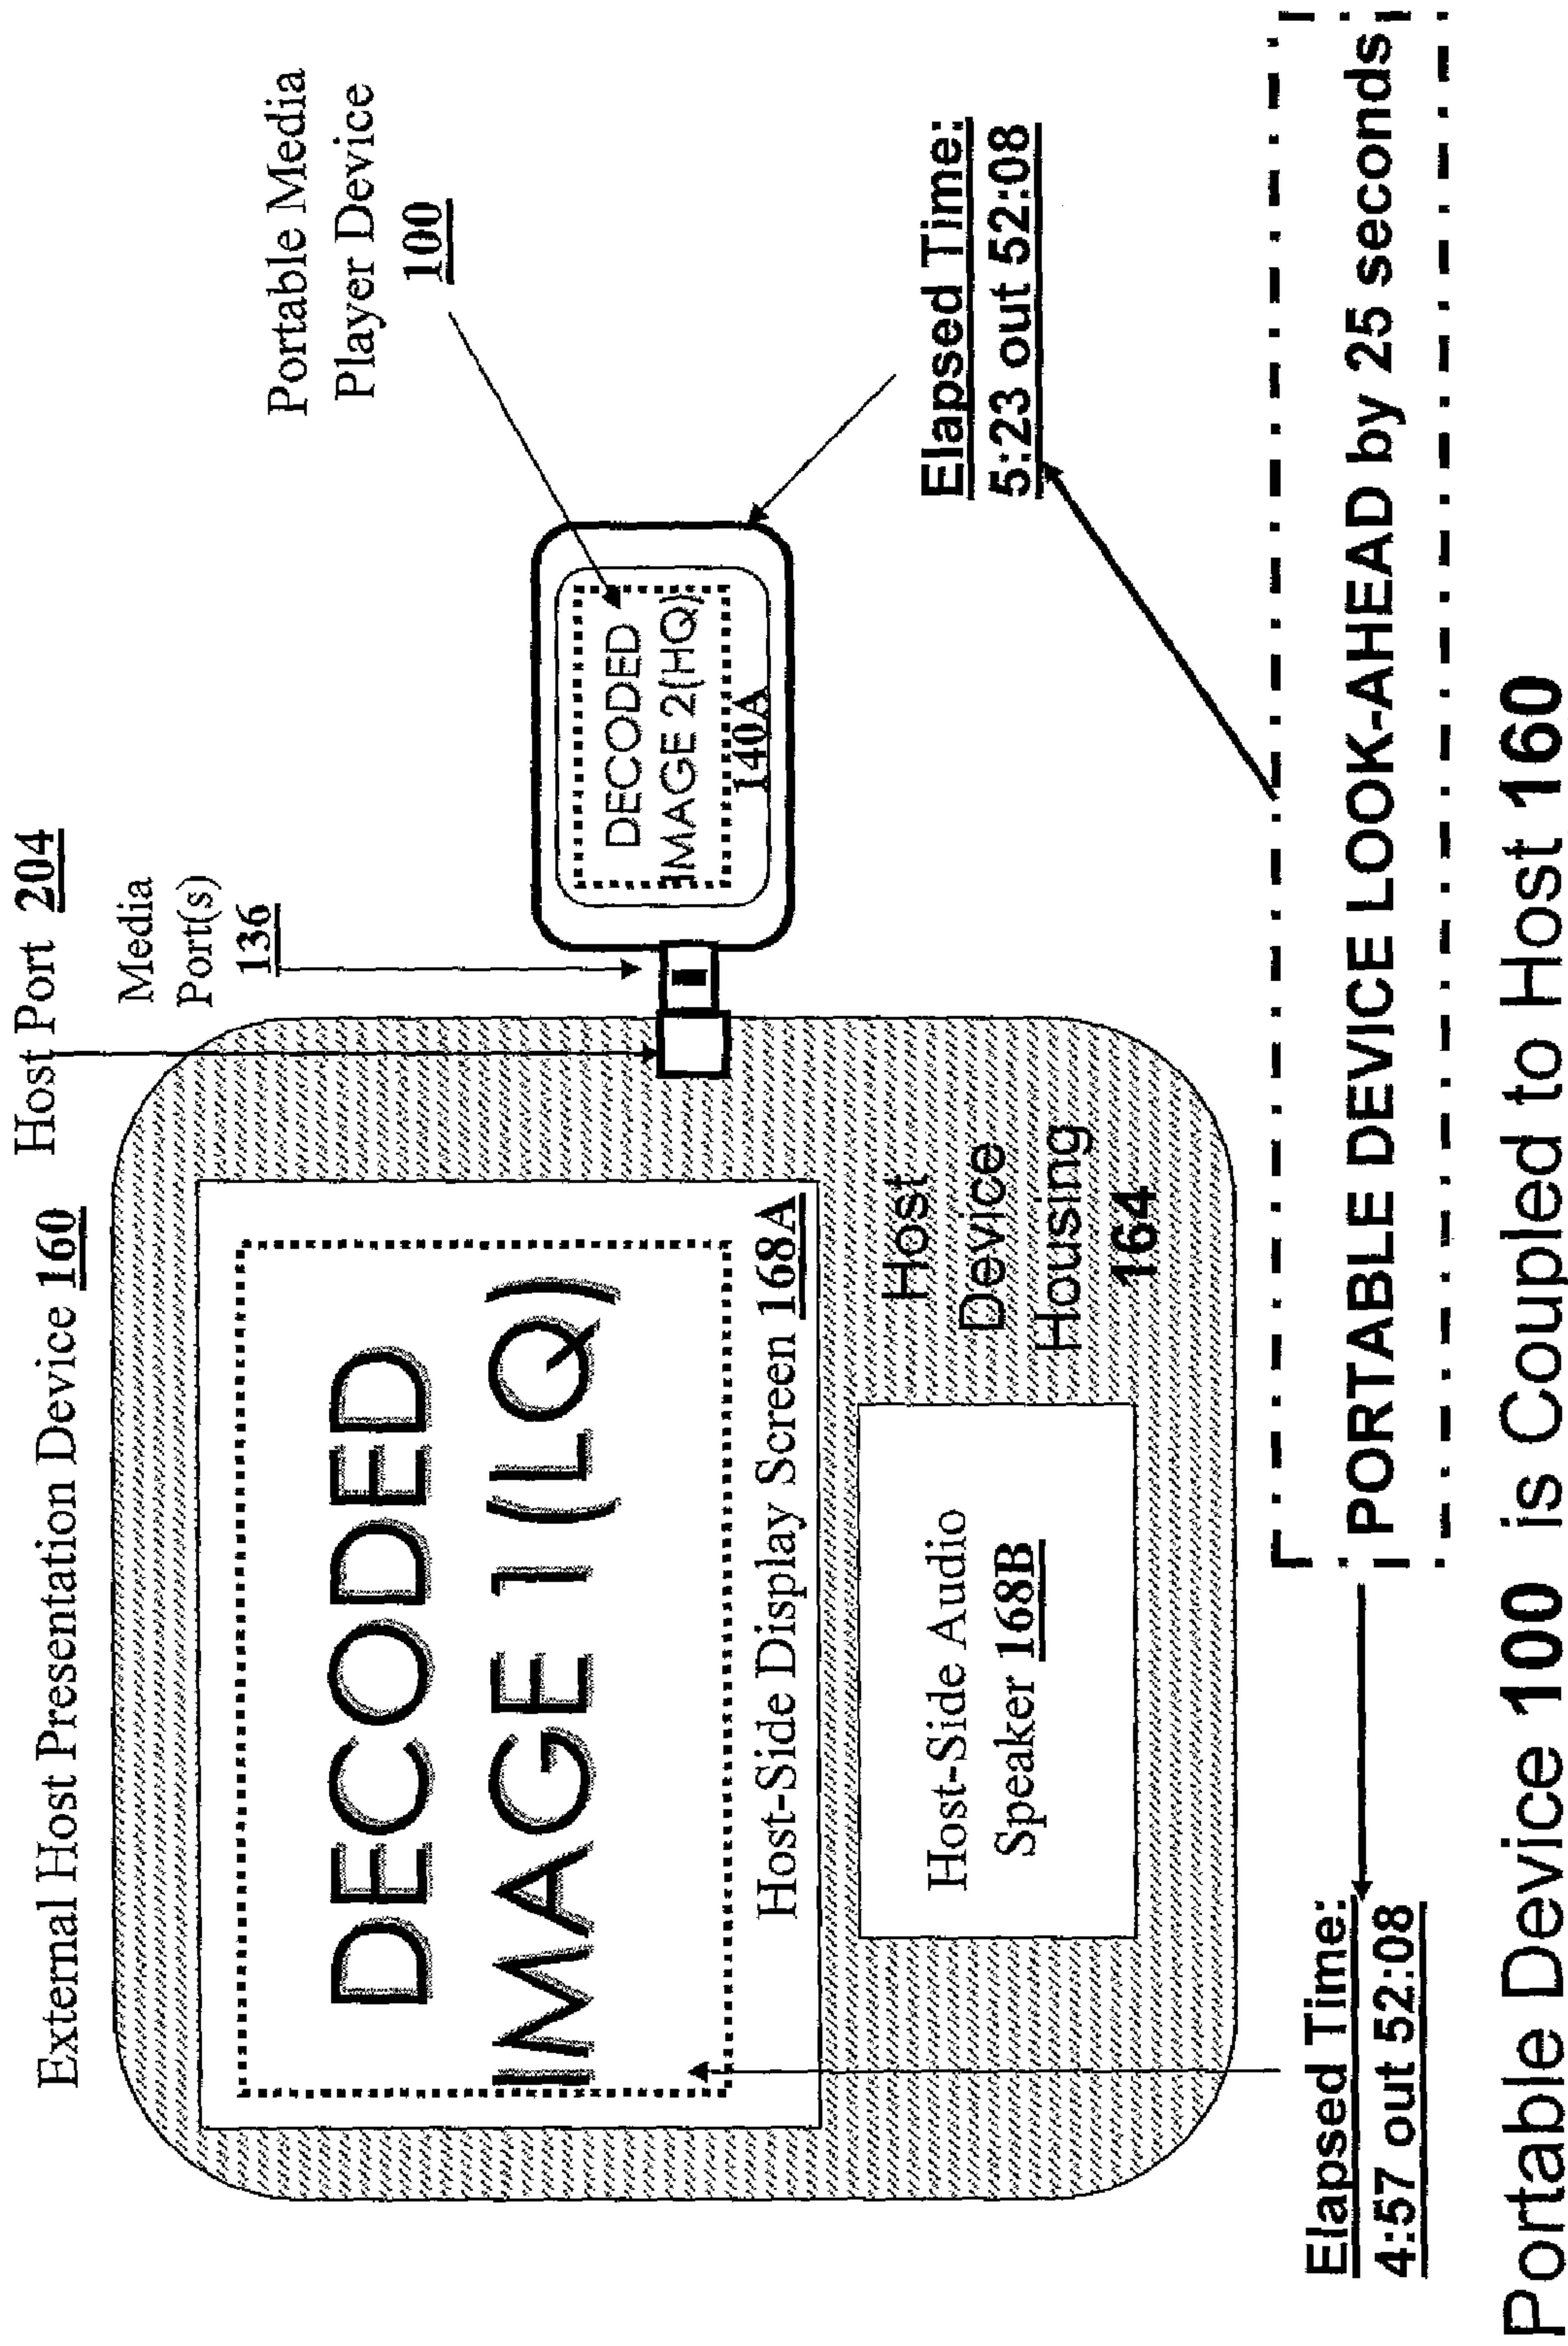 External Host Presentation Device 160
Host Port 204
Media
Port(s)
136
Portable Media
Player Device
100
DECODED
IMAGE 1 (LQ)
Host-Side Display Screen 168A
DECODED
IMAGE 2(HQ)
140A
Host-Side Audio
Speaker 168B
Host
Device
Housing
164
Elapsed Time:
5:23 out 52:08
Elapsed Time:
4:57 out 52:08
PORTABLE DEVICE LOOK-AHEAD by 25 seconds
Portable Device 100 is Coupled to Host 160